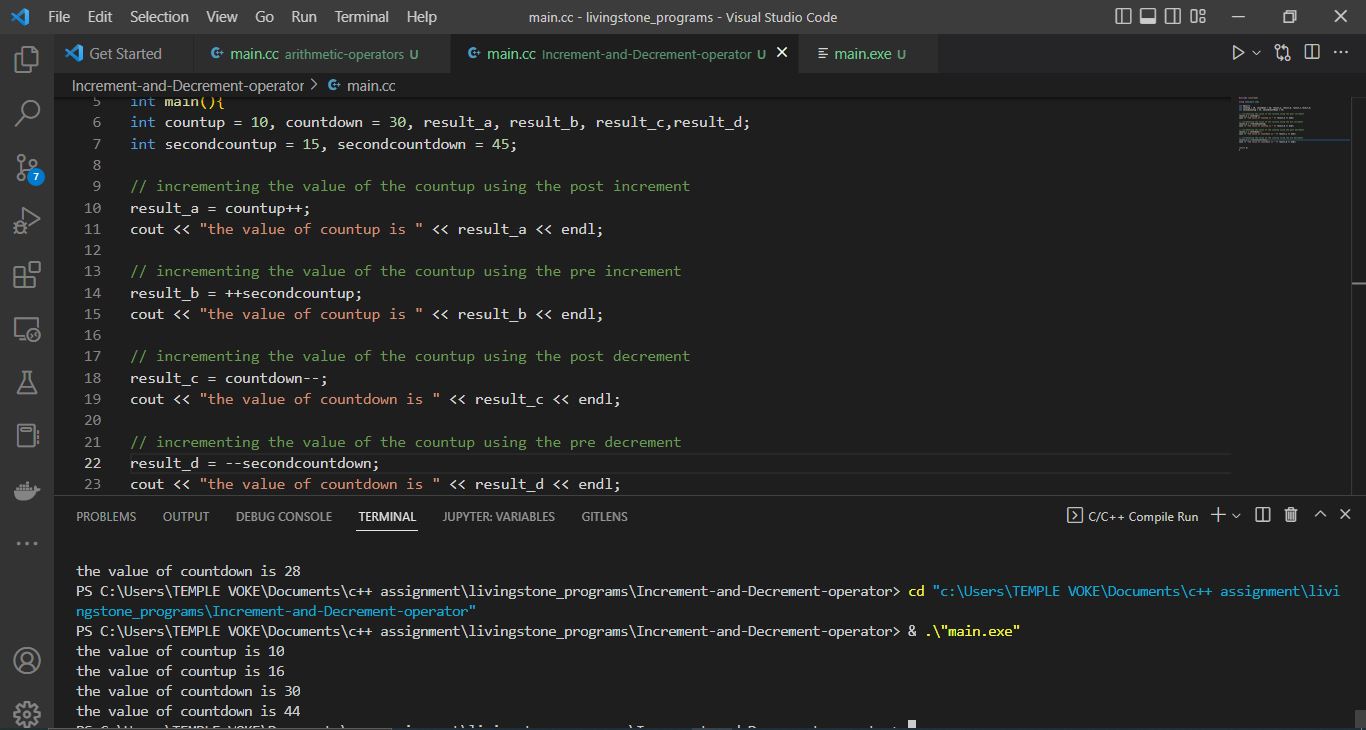 File Edit Selection View Go Run Terminal Help main.cc - livingstone_programs - Visual Studio Code
Get Started main.cc arithmetic-operators U main.cc Increment-and-Decrement-operator U main.exe U
Increment-and-Decrement-operator > main.cc
5 int main(){
6 int countup = 10, countdown = 30, result_a, result_b, result_c,result_d;
7 int secondcountup = 15, secondcountdown = 45;
8
9 // incrementing the value of the countup using the post increment
10 result_a = countup++;
11 cout << "the value of countup is " << result_a << endl;
12
13 // incrementing the value of the countup using the pre increment
14 result_b = ++secondcountup;
15 cout << "the value of countup is " << result_b << endl;
16
17 // incrementing the value of the countup using the post decrement
18 result_c = countdown--;
19 cout << "the value of countdown is " << result_c << endl;
20
21 // incrementing the value of the countup using the pre decrement
22 result_d = --secondcountdown;
23 cout << "the value of countdown is " << result_d << endl;
7
PROBLEMS OUTPUT DEBUG CONSOLE TERMINAL JUPYTER: VARIABLES GITLENS C/C++ Compile Run
the value of countdown is 28
PS C:\Users\TEMPLE VOKE\Documents\c++ assignment\livingstone_programs\Increment-and-Decrement-operator> cd "c:\Users\TEMPLE VOKE\Documents\c++ assignment\livi
ngstone_programs\Increment-and-Decrement-operator"
PS C:\Users\TEMPLE VOKE\Documents\c++ assignment\livingstone_programs\Increment-and-Decrement-operator> & .\"main.exe"
the value of countup is 10
the value of countup is 16
the value of countdown is 30
the value of countdown is 44